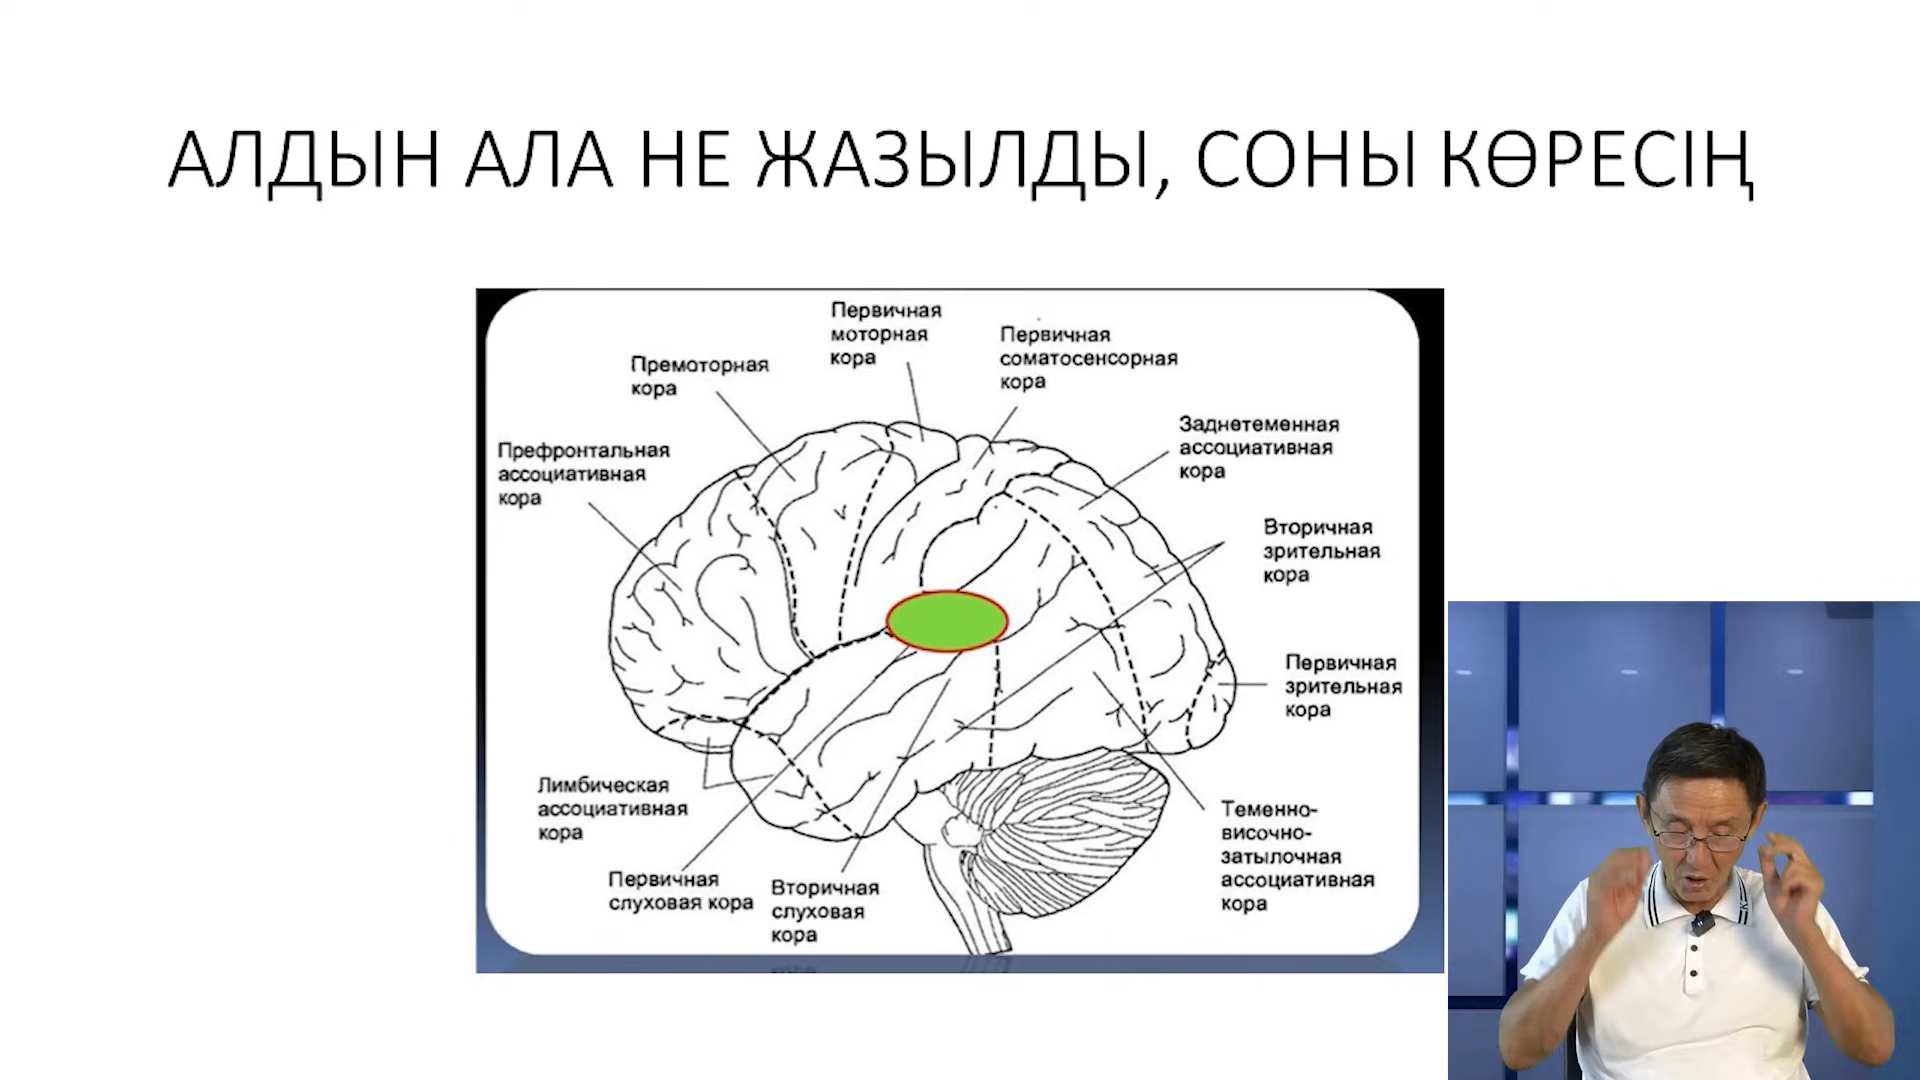 АЛДЫН АЛА НЕ ЖАЗЫЛДЫ, СОНЫ КӨРЕСІҢ
Первичная
моторная
кора
Первичная
соматосенсорная
кора
Премоторная
кора
Заднетеменная
ассоциативная
кора
Префронтальная
ассоциативная
кора
Вторичная
зрительная
кора
Первичная
зрительная
кора
Лимбическая
ассоциативная
кора
Теменно-
височно-
затылочная
ассоциативная
кора
Первичная
слуховая кора
Вторичная
слуховая
кора